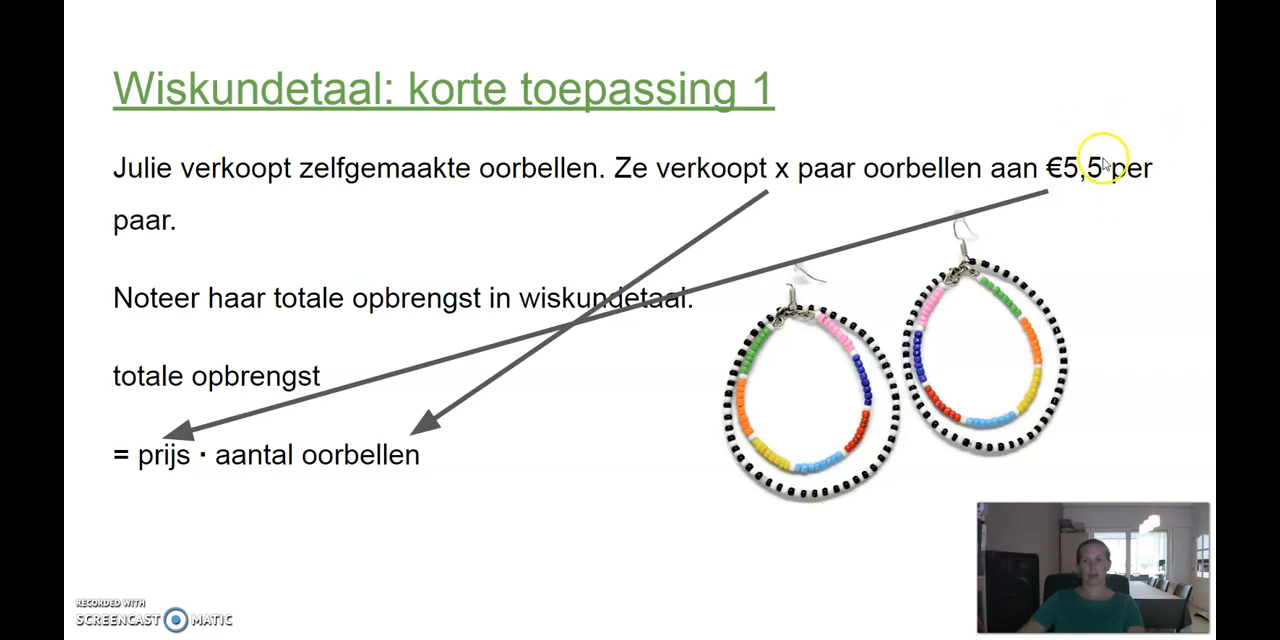 Wiskundetaal: korte toepassing 1
Julie verkoopt zelfgemaakte oorbellen. Ze verkoopt x paar oorbellen aan €5,5 per
paar.
Noteer haar totale opbrengst in wiskundetaal.
totale opbrengst
= prijs · aantal oorbellen
RECORDED WITH
SCREENCAST MATIC